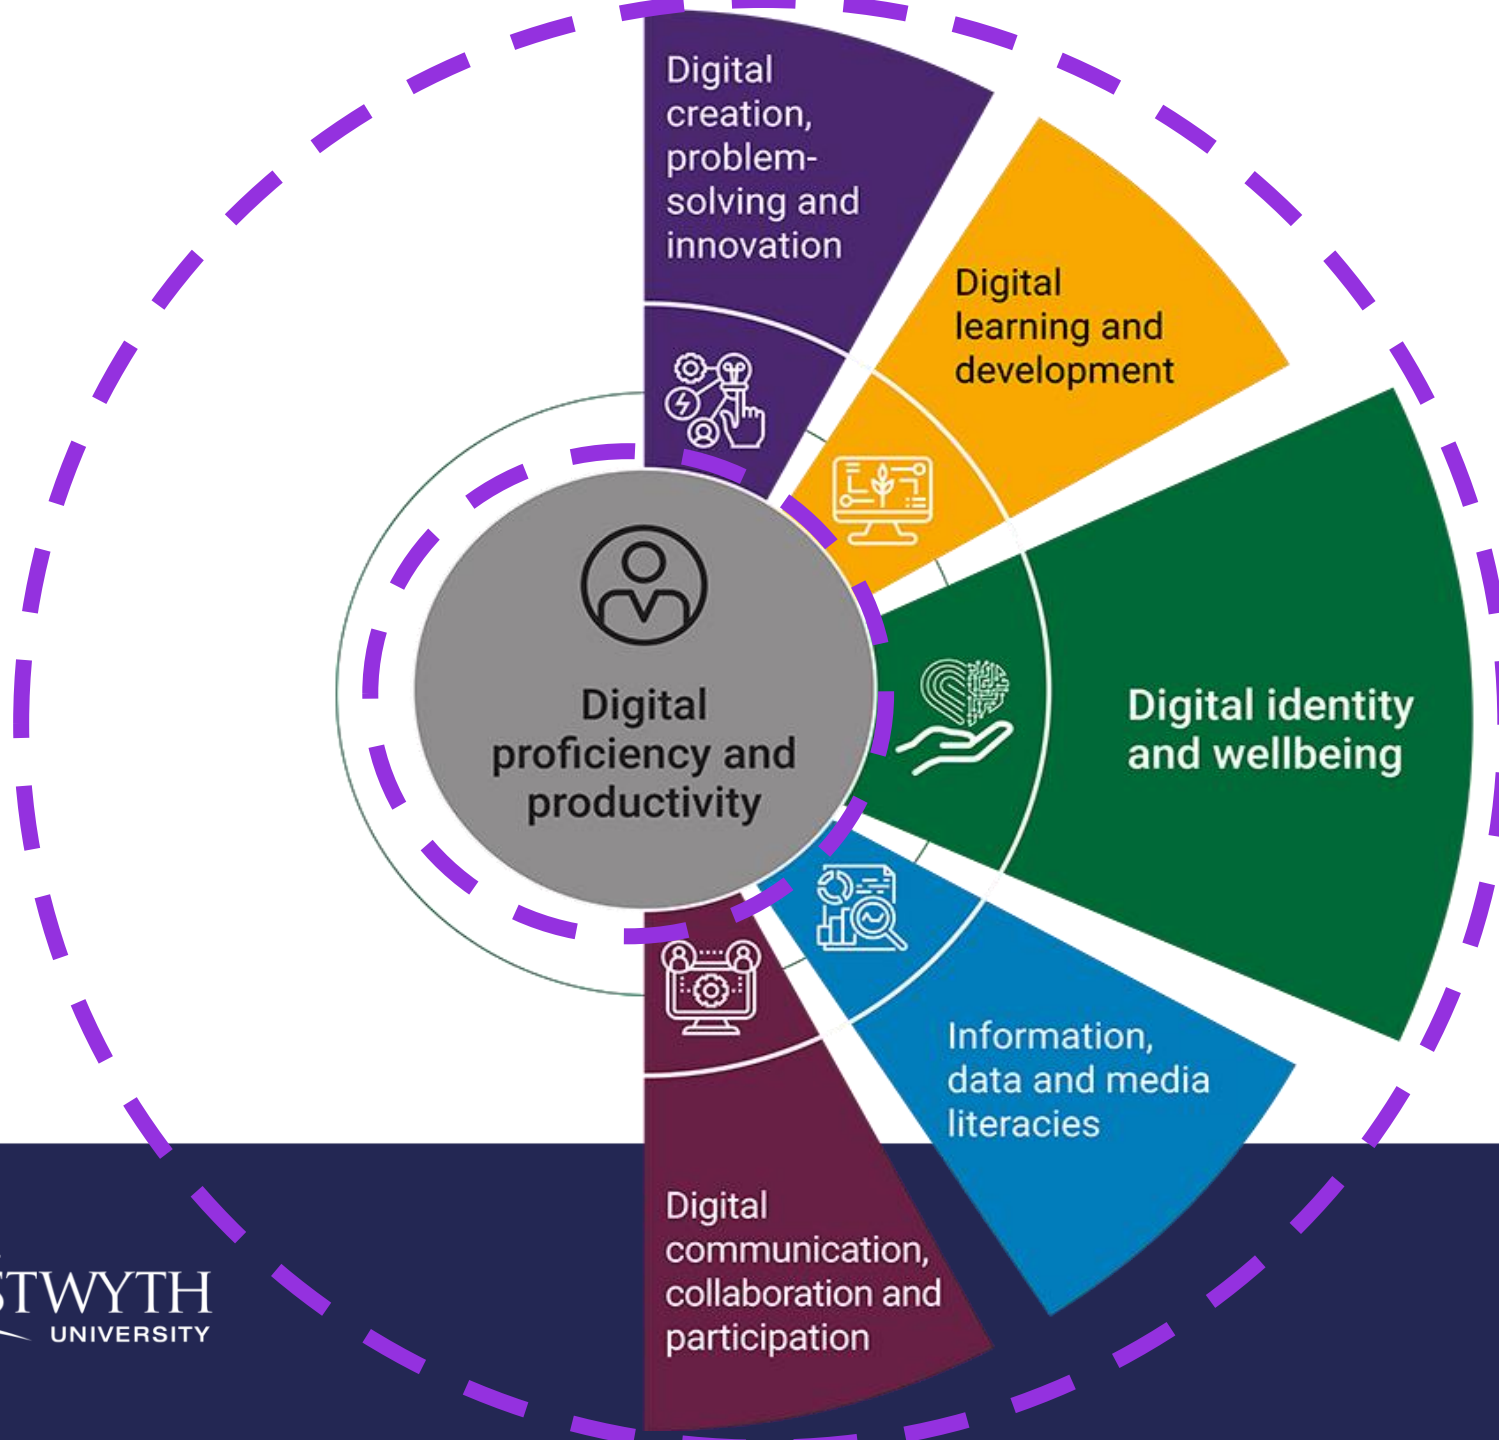 Digital
creation,
problem-
solving and
innovation
Digital
learning and
development
Digital identity
and wellbeing
Digital
proficiency and
productivity
Information,
data and media
literacies
Digital
communication,
collaboration and
participation
STWYTH
UNIVERSITY